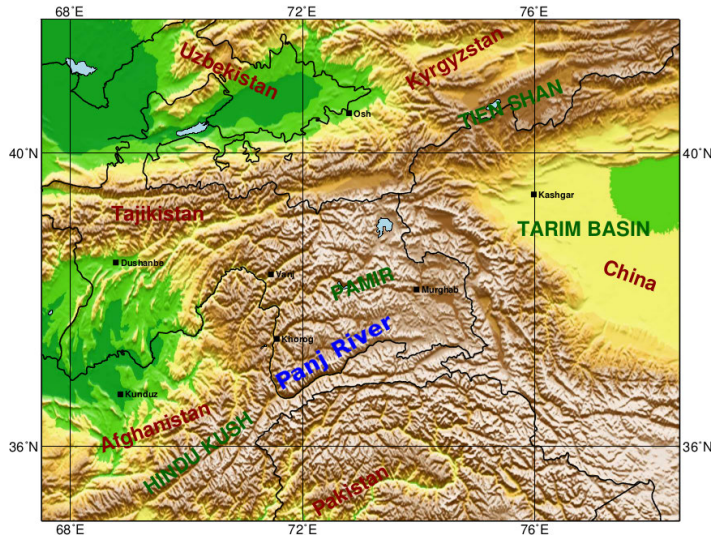 68°E
72°E
76°E
Uzbekistan
Kyrgyzstan
TIEN SHAN
Osh
40°N
40°N
Kashgar
Tajikistan
TARIM BASIN
Dushanbe
Vanj
PAMIR
China
Murghab
Khorog
Panj River
Kunduz
Afghanistan
HINDU KUSH
36°N
36°N
Pakistan
68°E
72°E
76°E